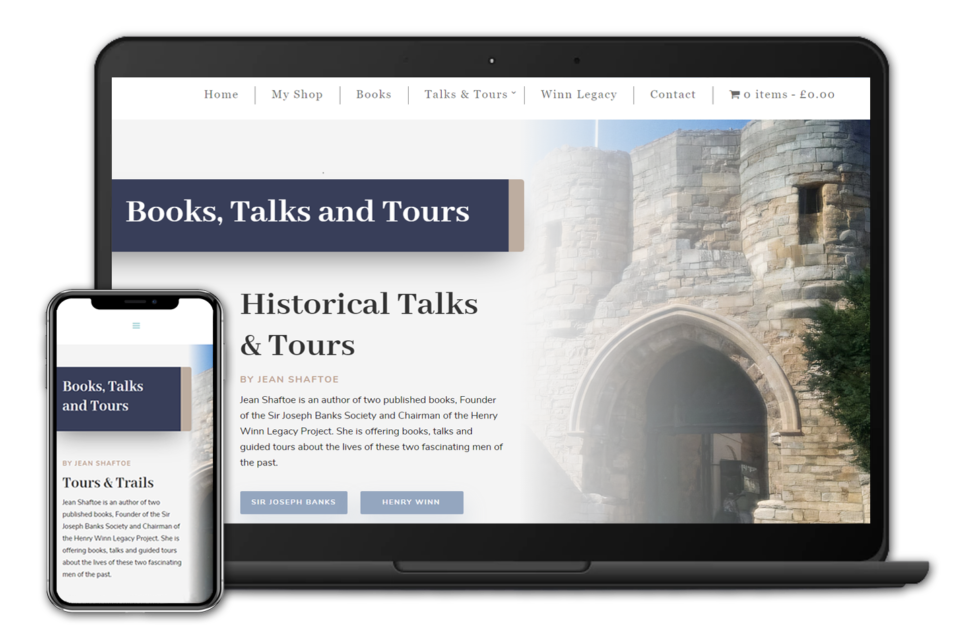 Home My Shop Books Talks & Tours Winn Legacy Contact 0 items - £0.00
Books, Talks and Tours
Historical Talks
& Tours
BY JEAN SHAFTOE
Jean Shaftoe is an author of two published books, Founder
of the Sir Joseph Banks Society and Chairman of the Henry
Winn Legacy Project. She is offering books, talks and
guided tours about the lives of these two fascinating men of
the past.
SIR JOSEPH BANKS HENRY WINN
Books, Talks
and Tours
BY JEAN SHAFTOE
Tours & Trails
Jean Shaftoe is an author of two
published books, Founder of the Sir
Joseph Banks Society and Chairman of
the Henry Winn Legacy Project. She is
offering books, talks and guided tours
about the lives of these two fascinating
men of the past.